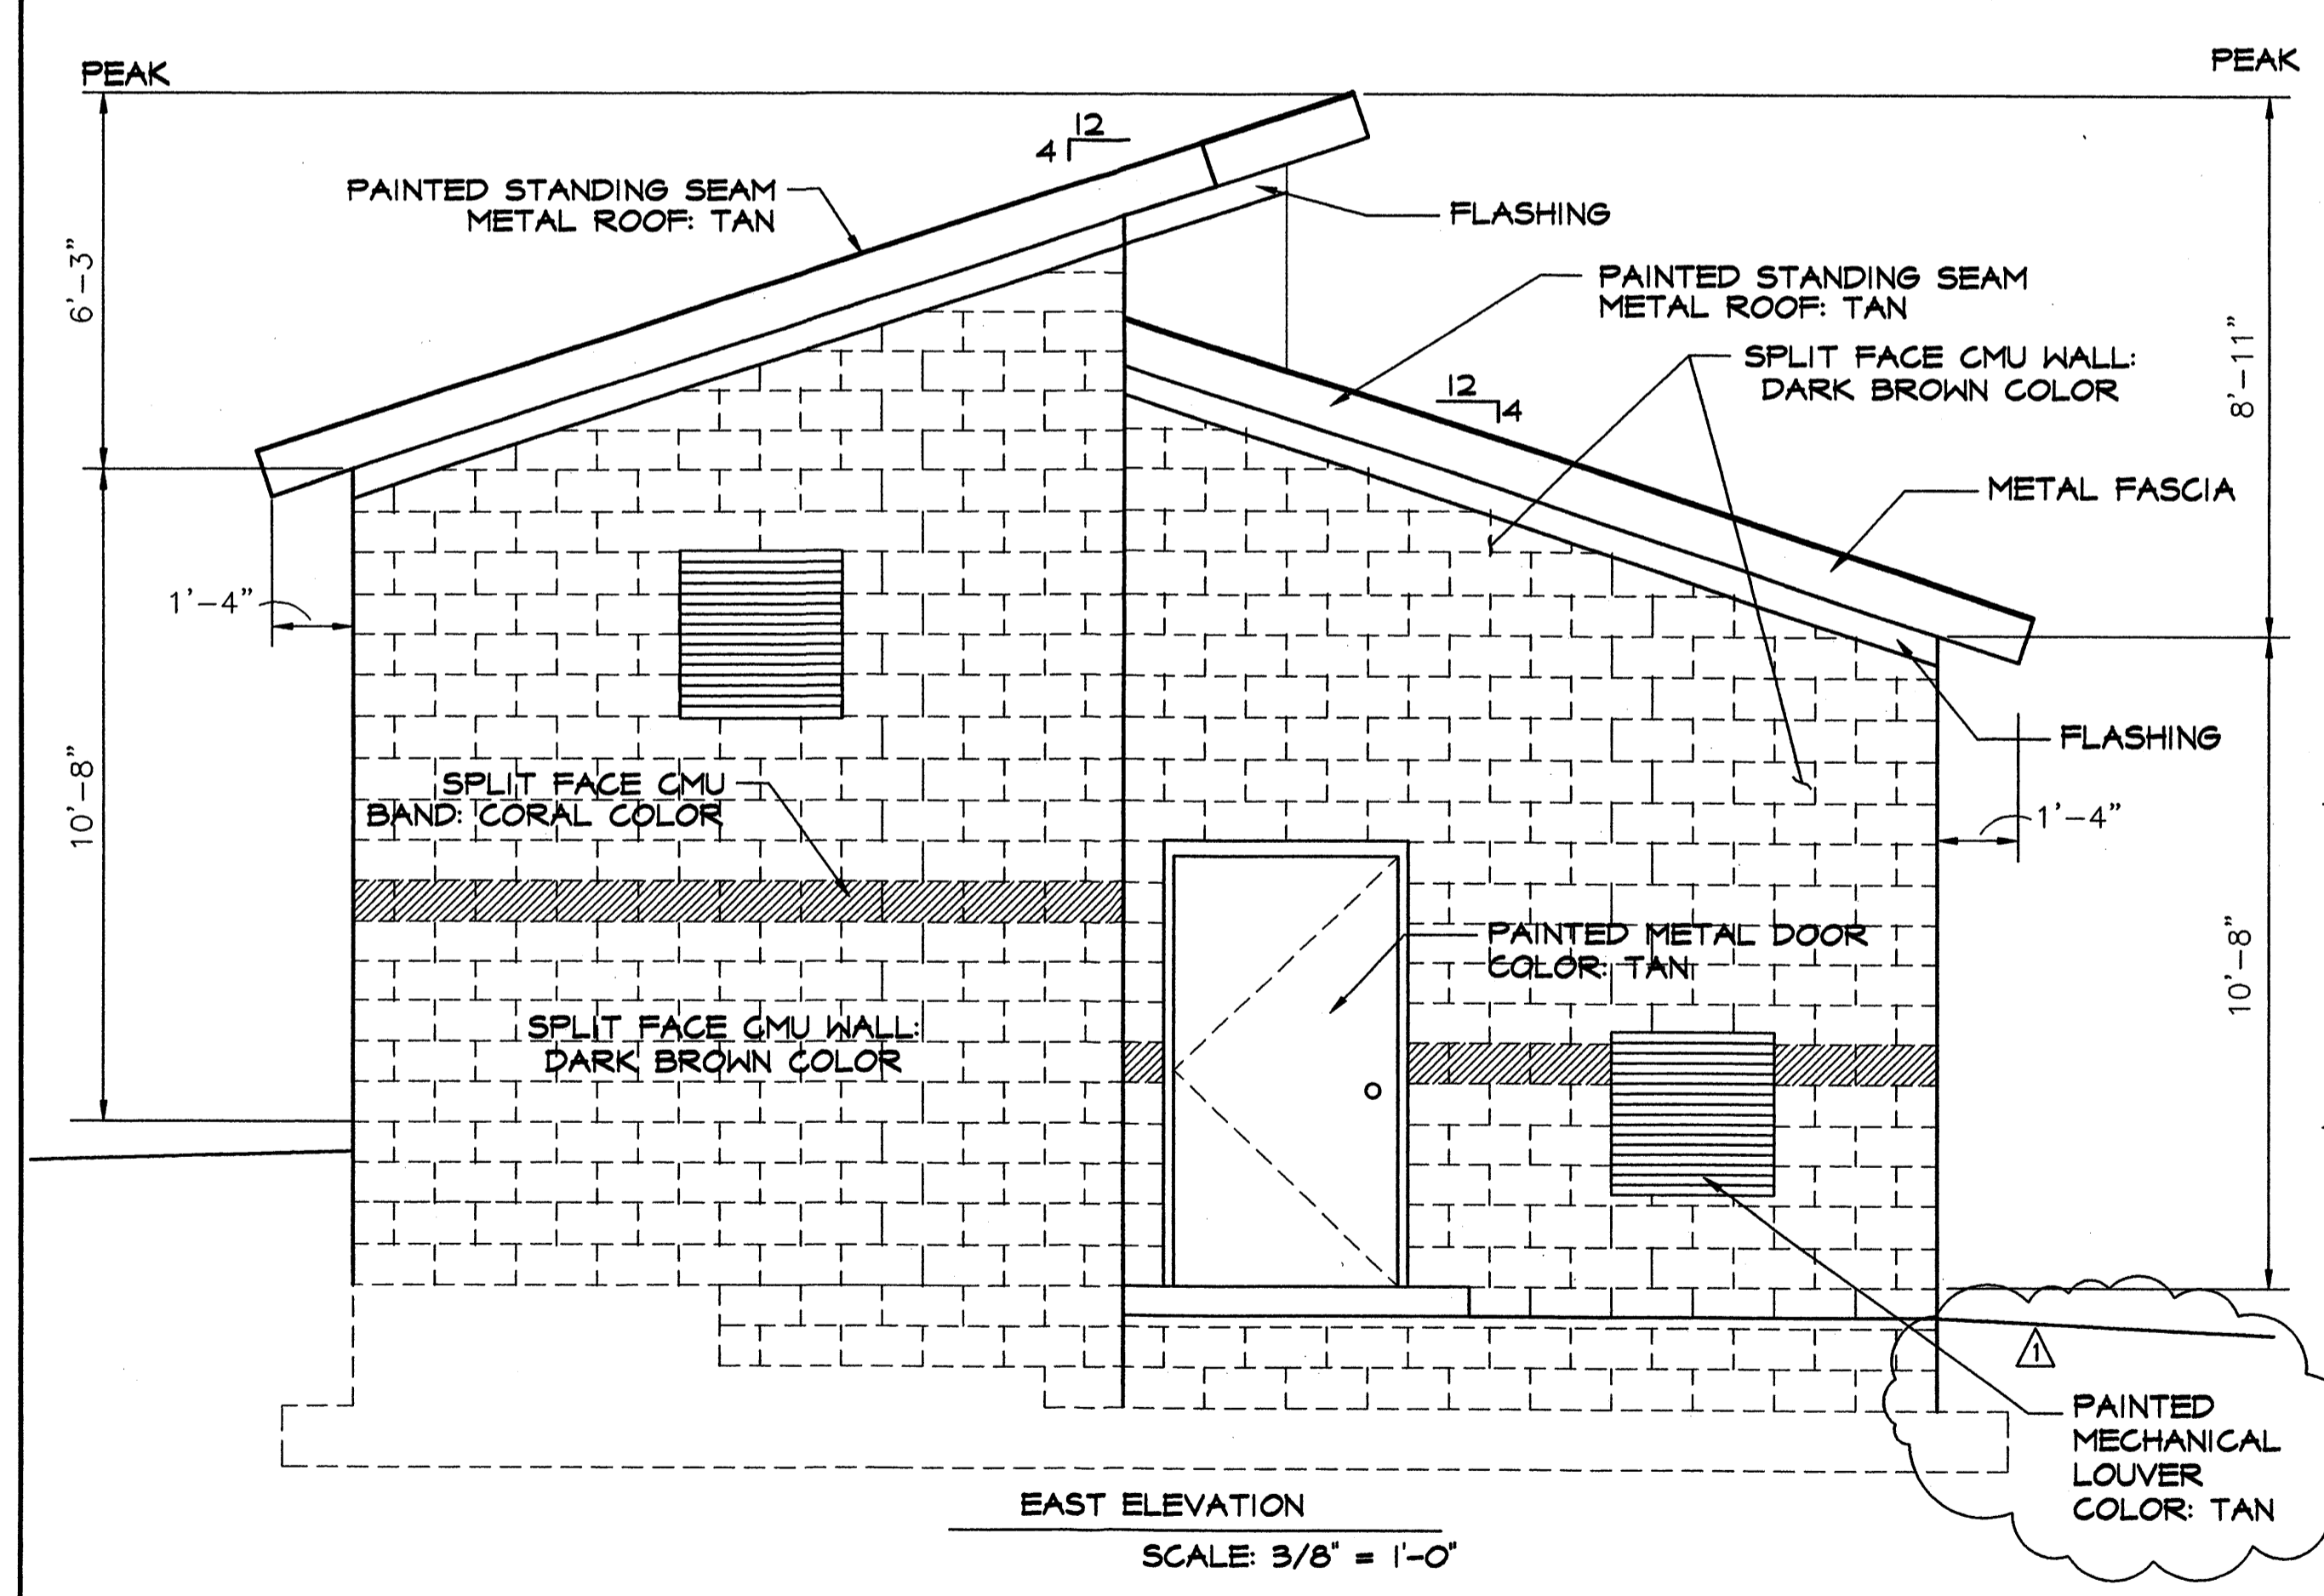 PEAK
PEAK
12
4
PAINTED STANDING SEAM
METAL ROOF: TAN
FLASHING
6'-3"
PAINTED STANDING SEAM
METAL ROOF: TAN
SPLIT FACE CMU WALL:
DARK BROWN COLOR
12
4
8'-11"
METAL FASCIA
1'-4"
FLASHING
10'-8"
SPLIT FACE CMU
BAND: CORAL COLOR
1'-4"
PAINTED METAL DOOR
COLOR: TAN
10'-8"
SPLIT FACE CMU WALL:
DARK BROWN COLOR
1
PAINTED
MECHANICAL
LOUVER
COLOR: TAN
EAST ELEVATION
SCALE: 3/8" = 1'-0"